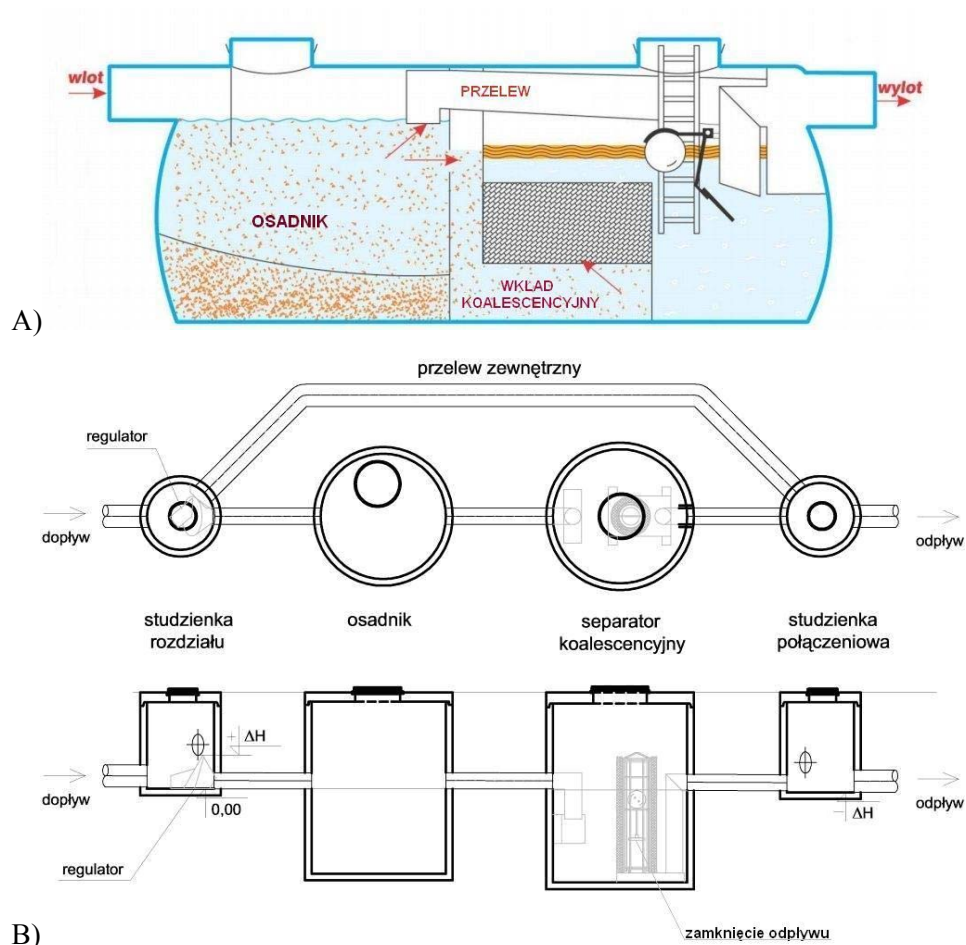 wlot
PRZELEW
wylot
OSADNIK
WKŁAD
KOALESCENCYJNY
A)
przelew zewnętrzny
regulator
dopływ
odpływ
studzienka
rozdziału
osadnik
separator
koalescencyjny
studzienka
połączeniowa
+ ΔH
dopływ
0,00
odpływ
- ΔH
regulator
zamknięcie odpływu
B)